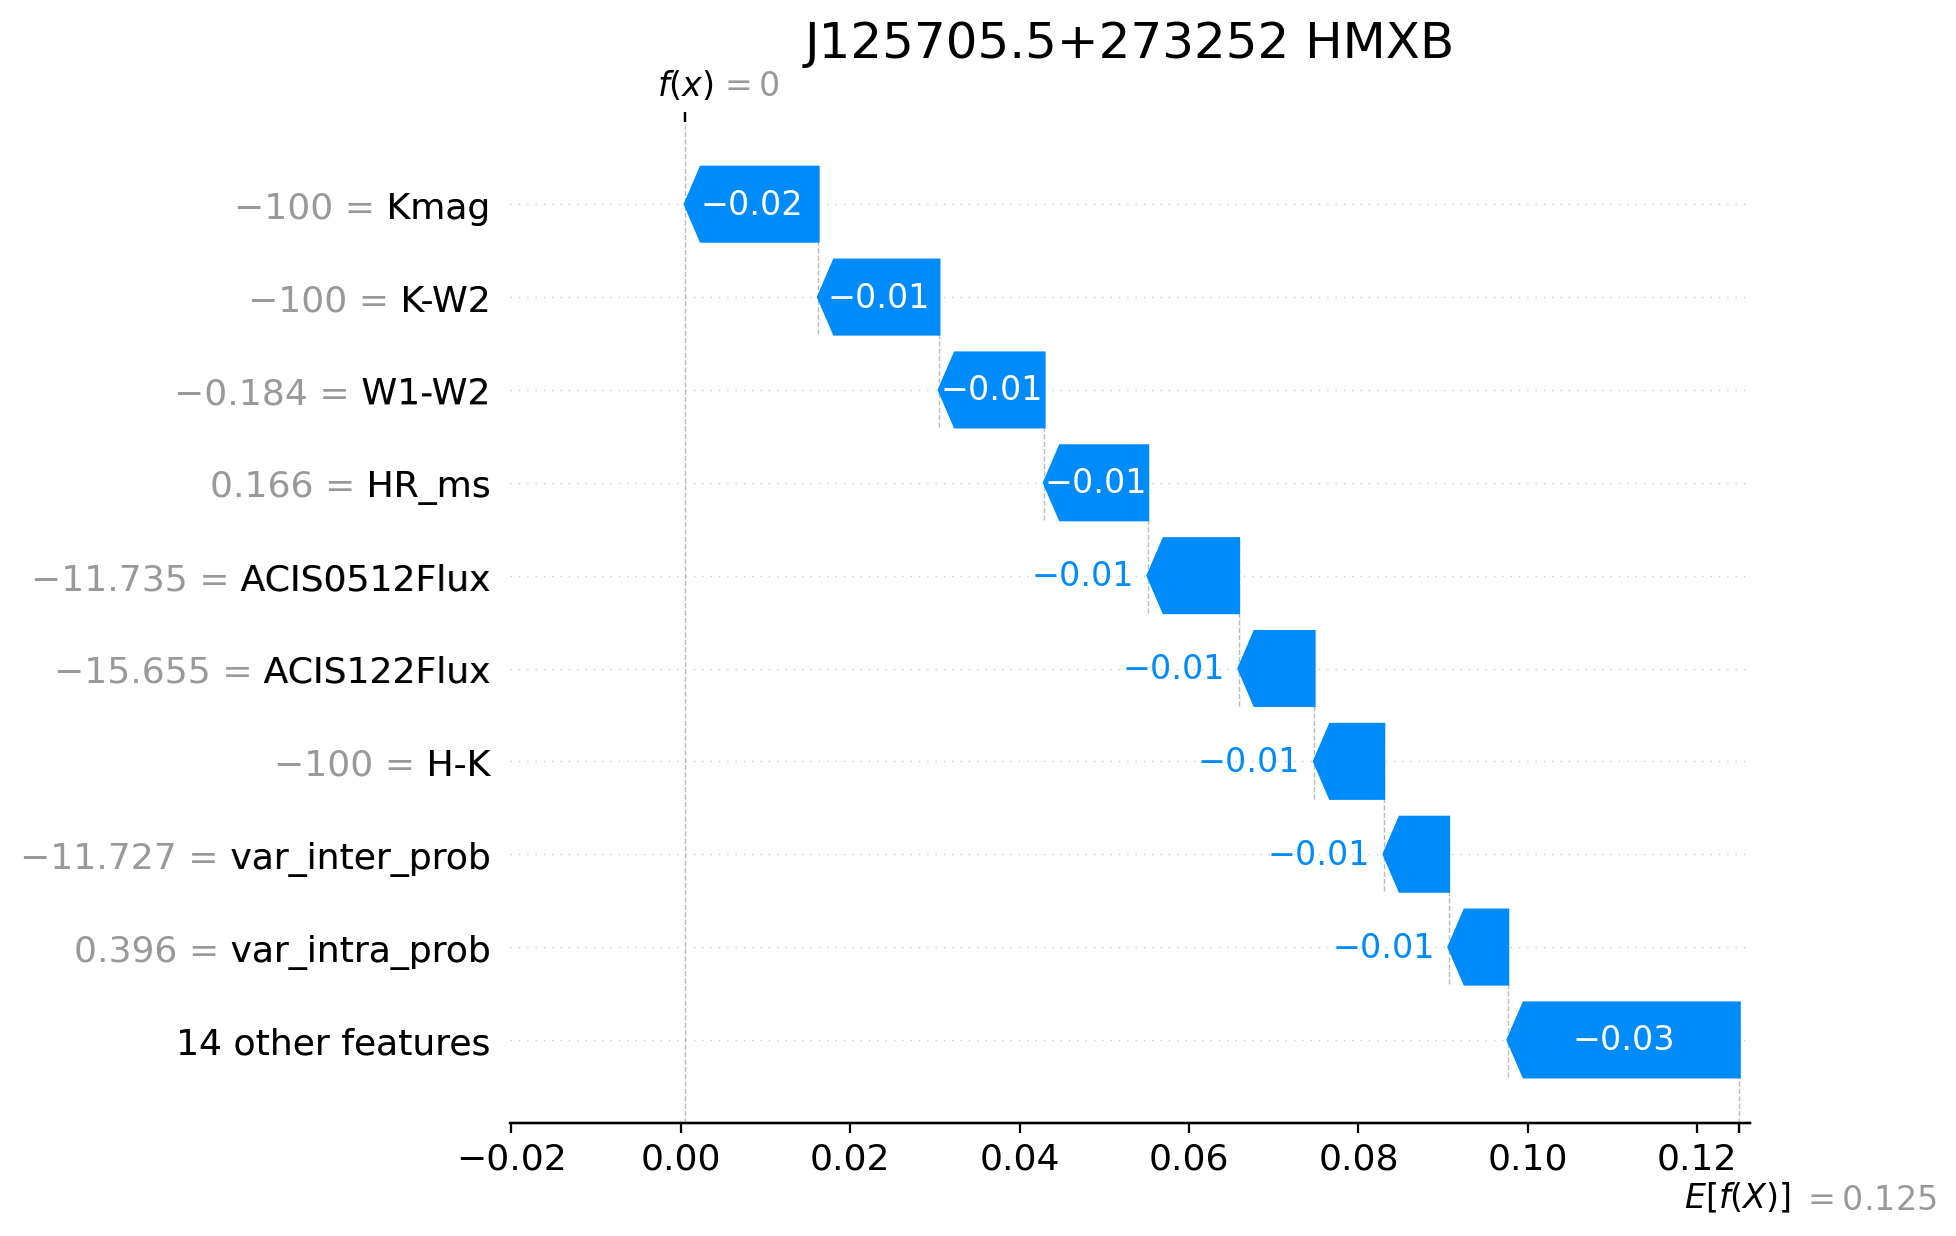 J125705.5+273252 HMXB
f(x) = 0
−100 = Kmag
−0.02
−100 = K-W2
−0.01
−0.184 = W1-W2
−0.01
0.166 = HR_ms
−0.01
−11.735 = ACIS0512Flux
−0.01
−15.655 = ACIS122Flux
−0.01
−100 = H-K
−0.01
−11.727 = var_inter_prob
−0.01
0.396 = var_intra_prob
−0.01
14 other features
−0.03
−0.02 0.00 0.02 0.04 0.06 0.08 0.10 0.12
E[f(X)] = 0.125